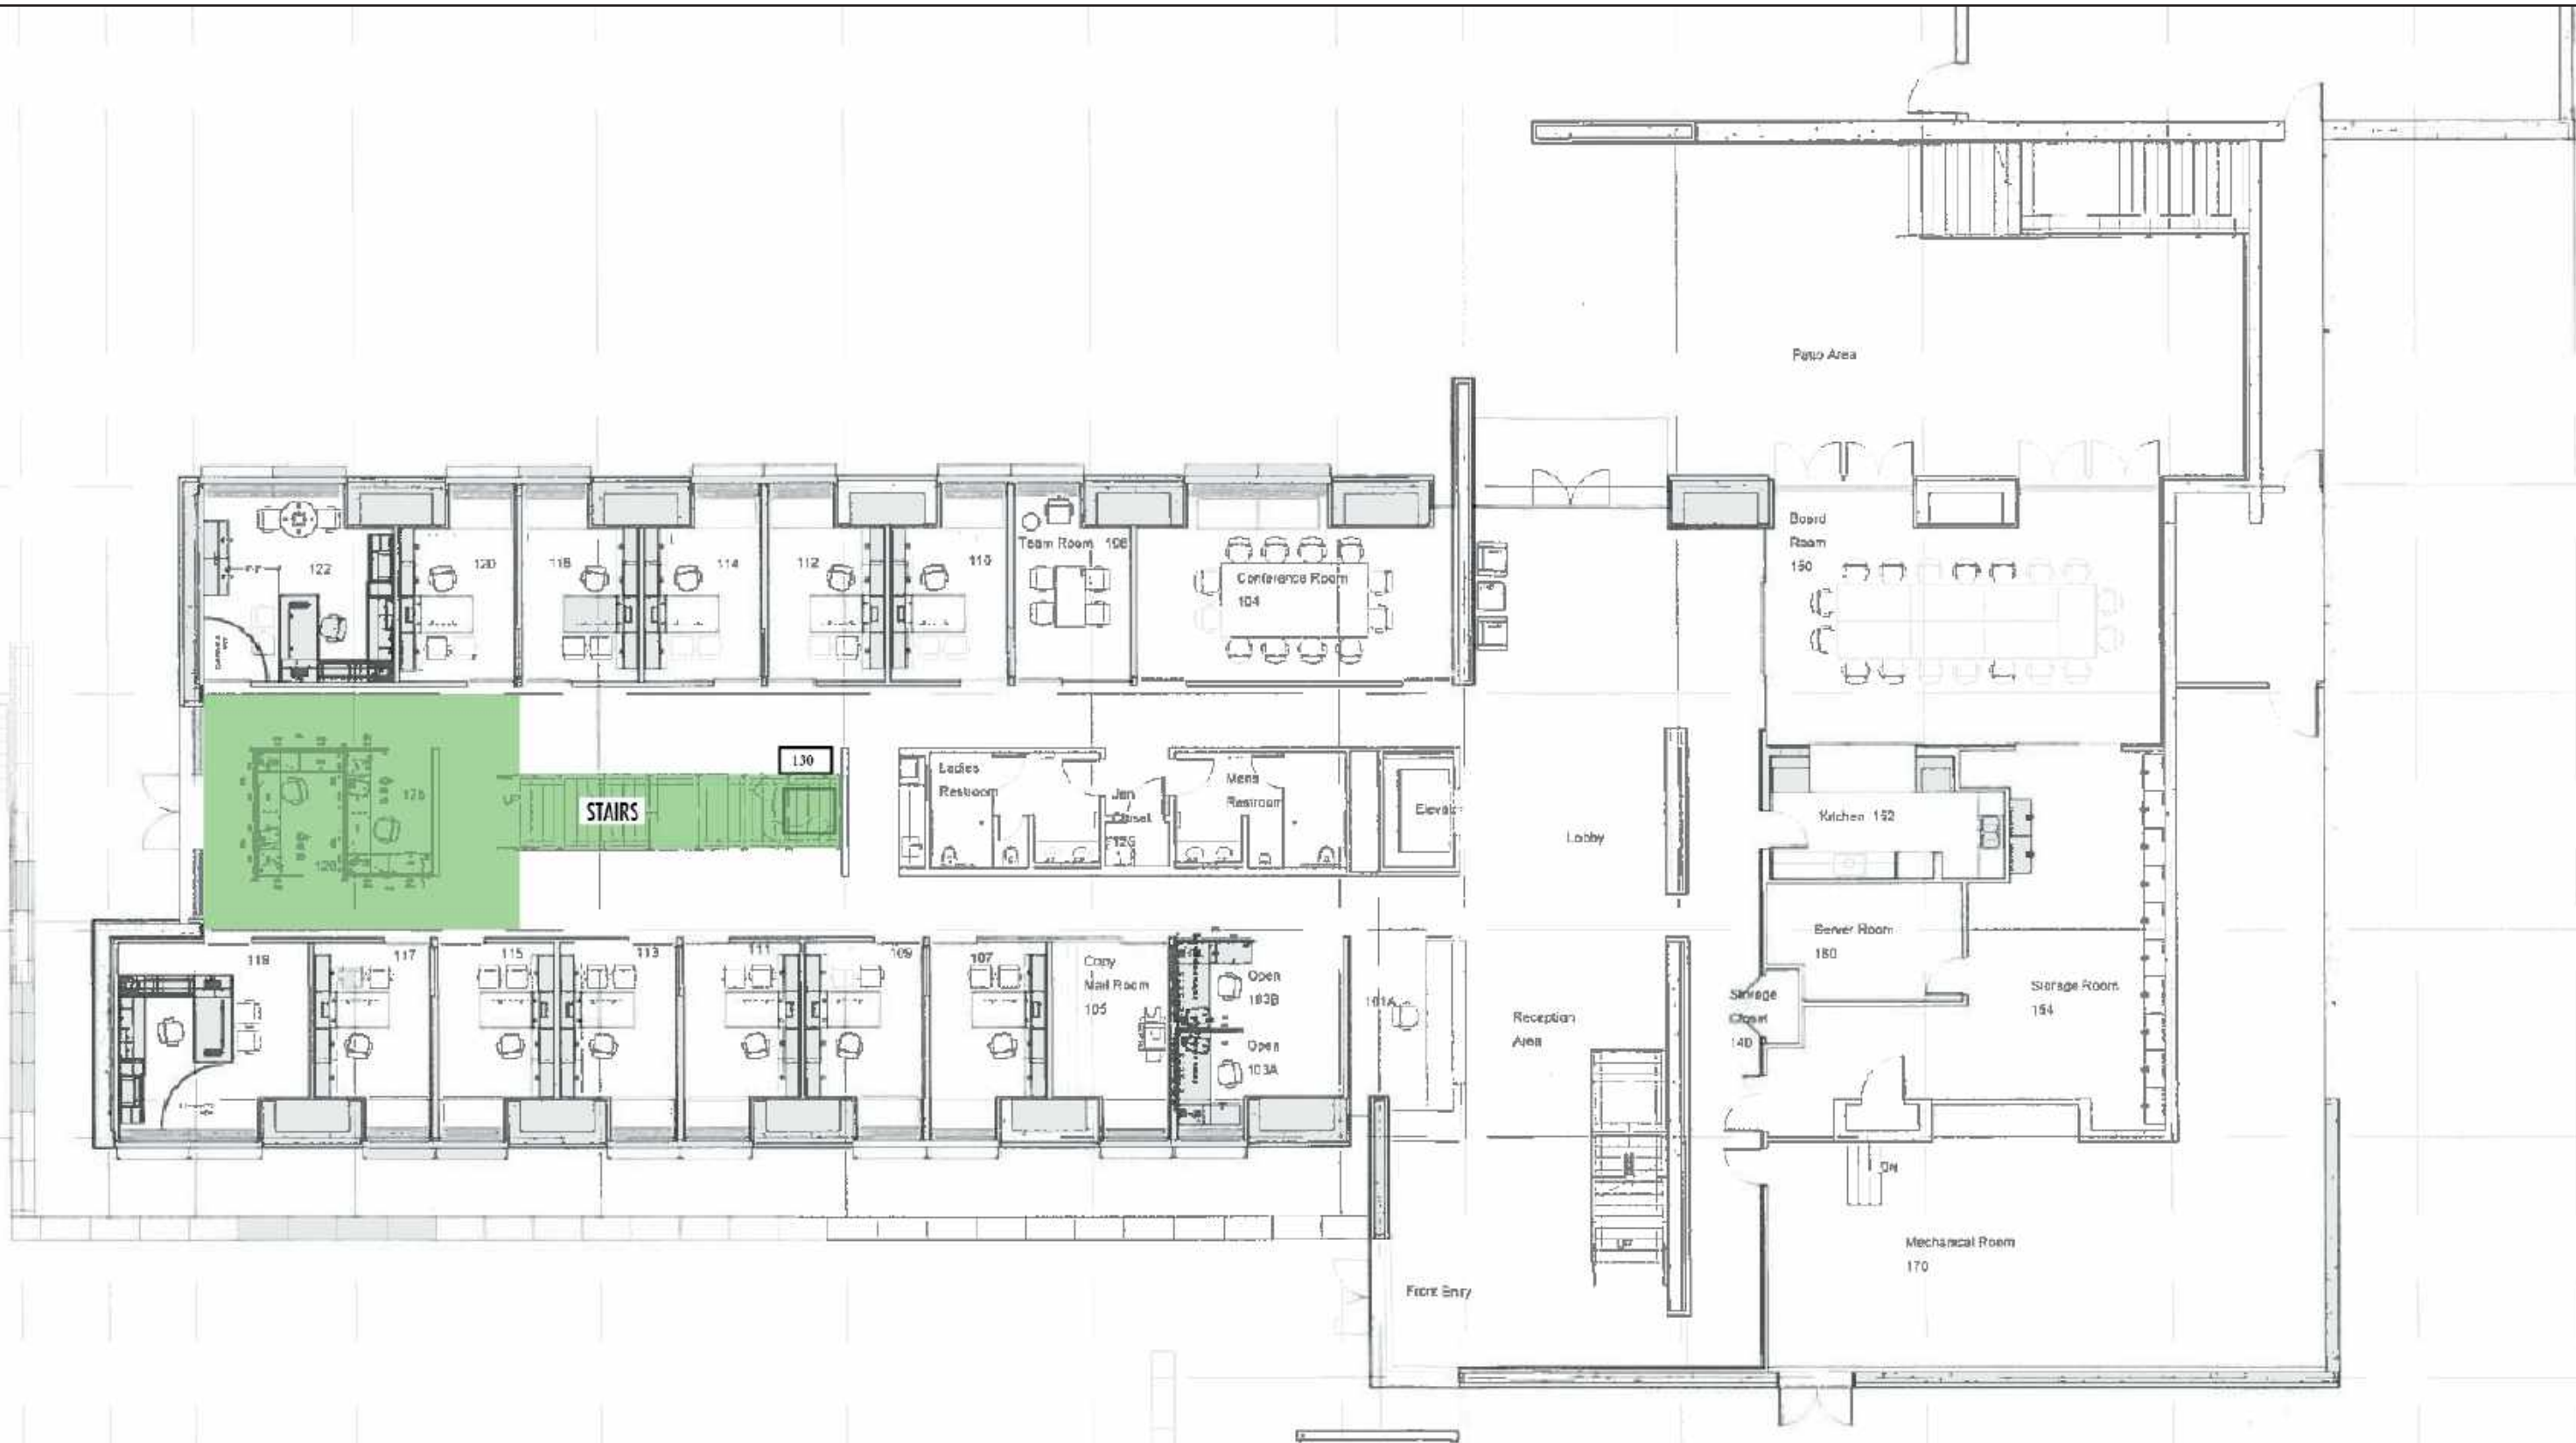 Patio Area
Board
Room
150
Team Room 106
122
120
118
114
112
110
Conference Room
104
130
STAIRS
126
Ladies
Restroom
Jan
Closet
Mens
Restroom
Lobby
Kitchen 152
Server Room
160
Storage Room
154
Storage
Closet
140
117
115
113
111
109
107
Copy
Mail Room
105
Open
103B
Open
103A
101A
Reception
Area
UP
DN
Front Entry
Mechanical Room
170